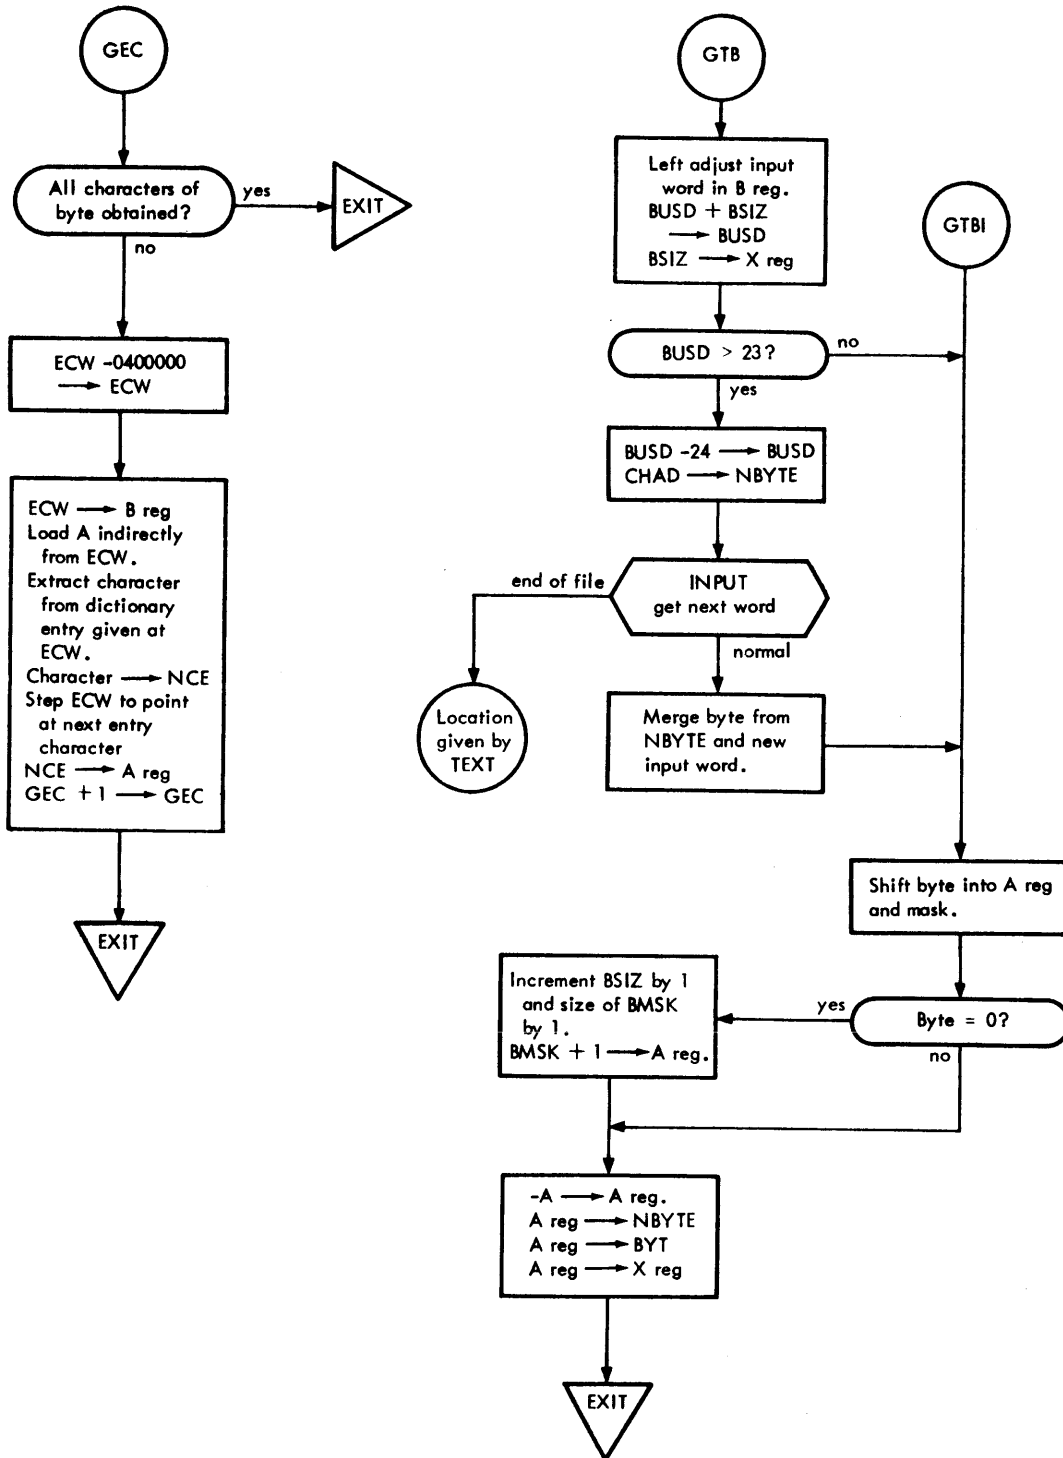 GEC
All characters of
byte obtained?
yes
EXIT
no
ECW -0400000
→ ECW
ECW → B reg
Load A indirectly
from ECW.
Extract character
from dictionary
entry given at
ECW.
Character → NCE
Step ECW to point
at next entry
character
NCE → A reg
GEC + 1 → GEC
EXIT
GTB
Left adjust input
word in B reg.
BUSD + BSIZ
→ BUSD
BSIZ → X reg
GTBI
BUSD > 23?
no
yes
BUSD -24 → BUSD
CHAD → NBYTE
INPUT
get next word
end of file
normal
Location
given by
TEXT
Merge byte from
NBYTE and new
input word.
Shift byte into A reg
and mask.
Byte = 0?
yes
no
Increment BSIZ by 1
and size of BMSK
by 1.
BMSK + 1 → A reg.
-A → A reg.
A reg → NBYTE
A reg → BYT
A reg → X reg
EXIT